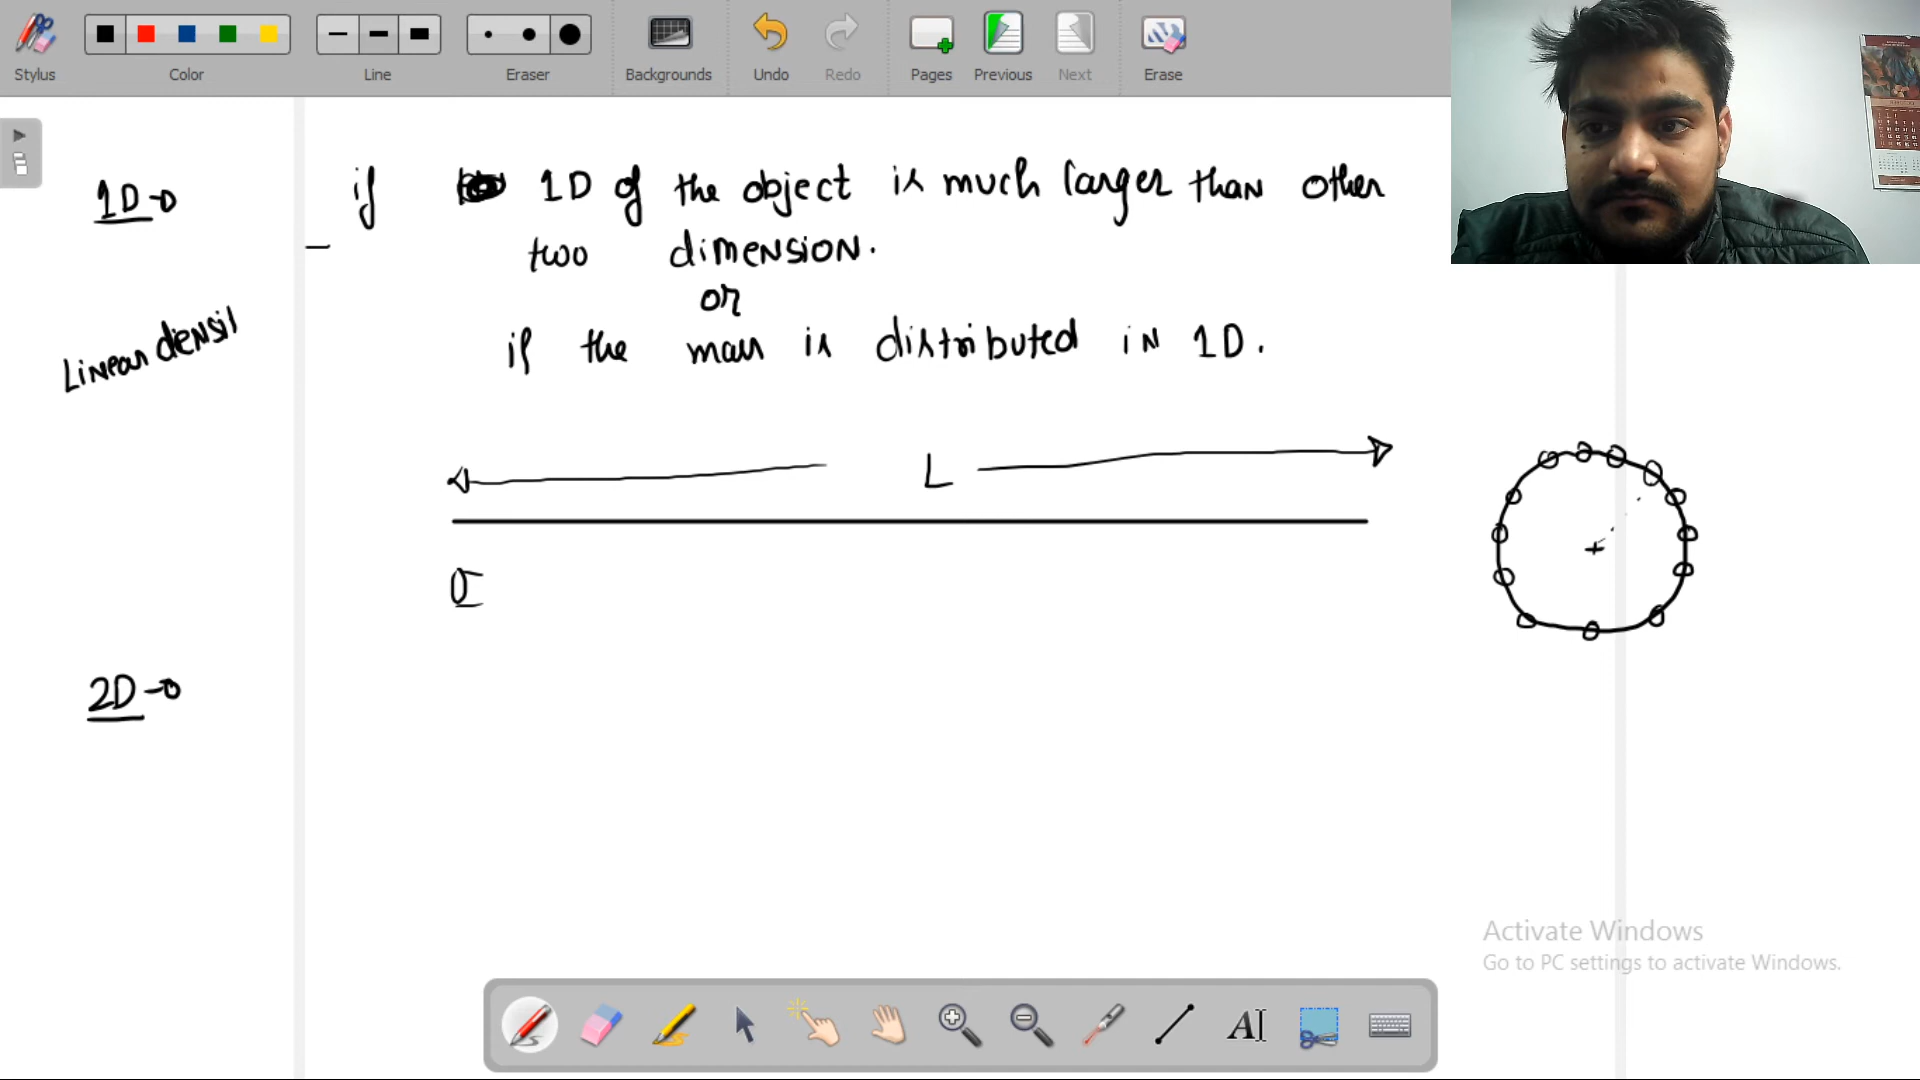 Stylus
Color
Line
Eraser
Backgrounds
Undo
Redo
Pages
Previous
Next
Erase
1D
if 1D of the object is much larger than other
two dimension.
or
if the mass is distributed in 1D.
Linear densit
L
2D
Activate Windows
Go to PC settings to activate Windows.
AI